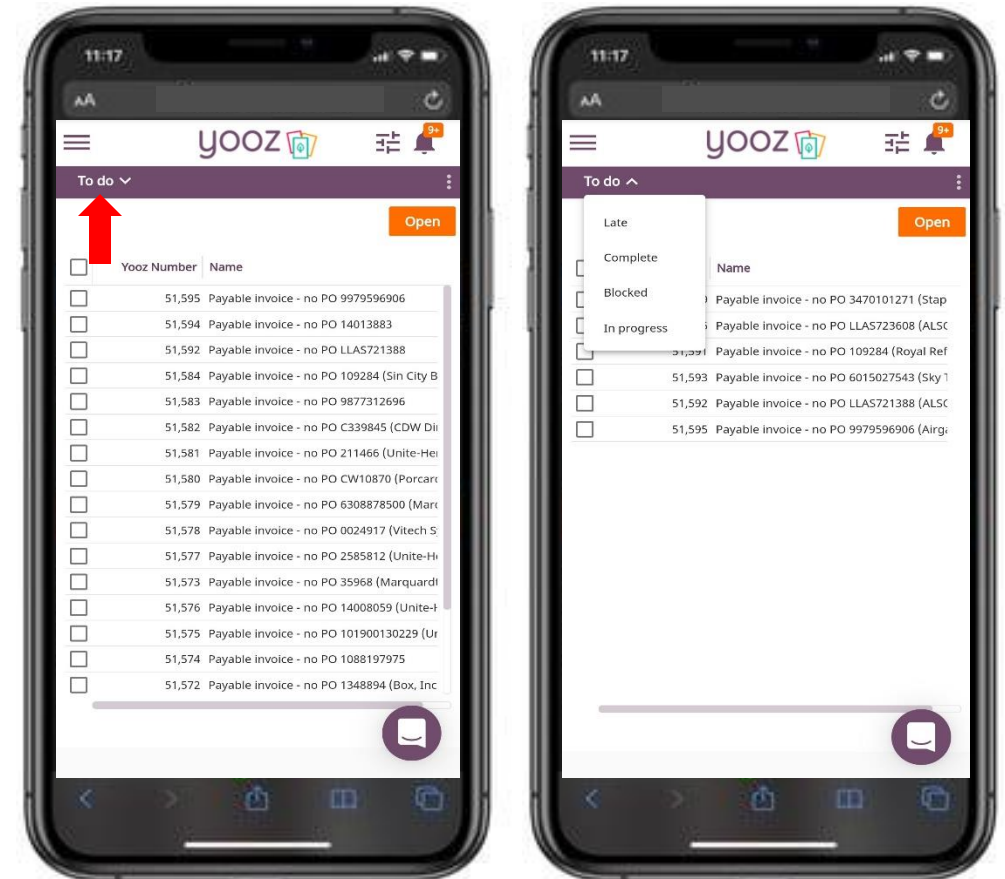 11:17
AA
yooz
9+
To do
Open
Yooz Number Name
51,595 Payable invoice - no PO 9979596906
51,594 Payable invoice - no PO 14013883
51,592 Payable invoice - no PO LLAS721388
51,584 Payable invoice - no PO 109284 (Sin City B
51,583 Payable invoice - no PO 9877312696
51,582 Payable invoice - no PO C339845 (CDW Di
51,581 Payable invoice - no PO 211466 (Unite-He
51,580 Payable invoice - no PO CW10870 (Porcar
51,579 Payable invoice - no PO 6308878500 (Mar
51,578 Payable invoice - no PO 0024917 (Vitech S
51,577 Payable invoice - no PO 2585812 (Unite-H
51,573 Payable invoice - no PO 35968 (Marquard
51,576 Payable invoice - no PO 14008059 (Unite-
51,575 Payable invoice - no PO 101900130229 (U
51,574 Payable invoice - no PO 1088197975
51,572 Payable invoice - no PO 1348894 (Box, Inc
11:17
AA
yooz
9+
To do
Open
Late
Complete
Blocked
In progress
Name
Payable invoice - no PO 3470101271 (Stap
Payable invoice - no PO LLAS723608 (ALSC
51,591 Payable invoice - no PO 109284 (Royal Ref
51,593 Payable invoice - no PO 6015027543 (Sky
51,592 Payable invoice - no PO LLAS721388 (ALSC
51,595 Payable invoice - no PO 9979596906 (Airg